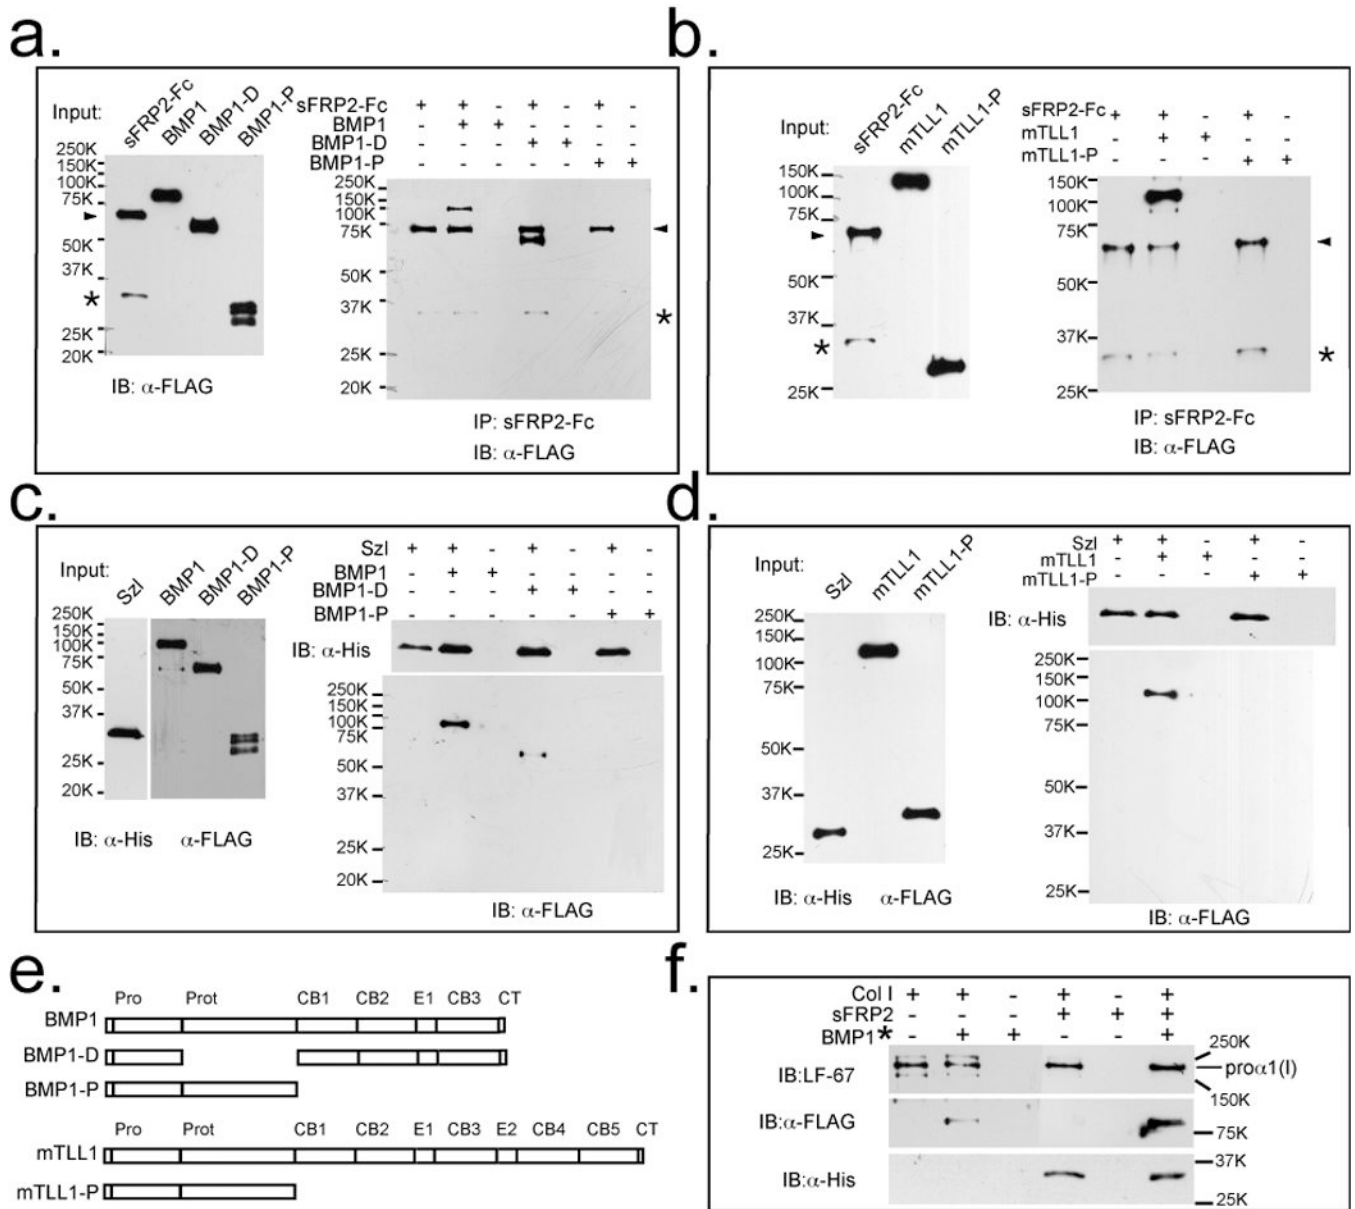 a.
Input:
sFRP2-Fc
BMP1
BMP1-D
BMP1-P
250K
150K
100K
75K
50K
37K
*
25K
20K
IB: α-FLAG
sFRP2-Fc + + - + - + -
BMP1 - + + - - - -
BMP1-D - - - + + - -
BMP1-P - - - - - + +
250K
150K
100K
75K
50K
37K
*
25K
20K
IP: sFRP2-Fc
IB: α-FLAG
b.
Input:
sFRP2-Fc
mTLL1
mTLL1-P
150K
100K
75K
50K
37K
*
25K
IB: α-FLAG
sFRP2-Fc + + - + -
mTLL1 - + + - -
mTLL1-P - - - + +
150K
100K
75K
50K
37K
*
25K
IP: sFRP2-Fc
IB: α-FLAG
c.
Input:
Szl
BMP1
BMP1-D
BMP1-P
250K
150K
100K
75K
50K
37K
25K
20K
IB: α-His α-FLAG
Szl + + - + - + -
BMP1 - + + - - - -
BMP1-D - - - + + - -
BMP1-P - - - - - + +
IB: α-His
250K
150K
100K
75K
50K
37K
25K
20K
IB: α-FLAG
d.
Input:
Szl
mTLL1
mTLL1-P
250K
150K
100K
75K
50K
37K
25K
IB: α-His α-FLAG
Szl + + - + -
mTLL1 - + + - -
mTLL1-P - - - + +
IB: α-His
250K
150K
100K
75K
50K
37K
25K
IB: α-FLAG
e.
Pro Prot CB1 CB2 E1 CB3 CT
BMP1
BMP1-D
BMP1-P
Pro Prot CB1 CB2 E1 CB3 E2 CB4 CB5 CT
mTLL1
mTLL1-P
f.
Col I + + - + - +
sFRP2 - - - + + +
BMP1* - + + - - +
250K
IB:LF-67
proα1(I)
150K
IB:α-FLAG
75K
37K
IB:α-His
25K